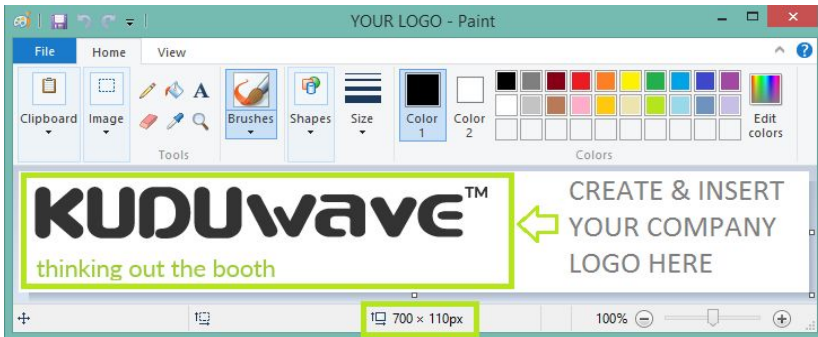 YOUR LOGO - Paint
File Home View
A
Clipboard Image Brushes Shapes Size Color 1 Color 2 Edit colors
Tools Colors
KUDUwave™
thinking out the booth
CREATE & INSERT
YOUR COMPANY
LOGO HERE
700 × 110px 100%